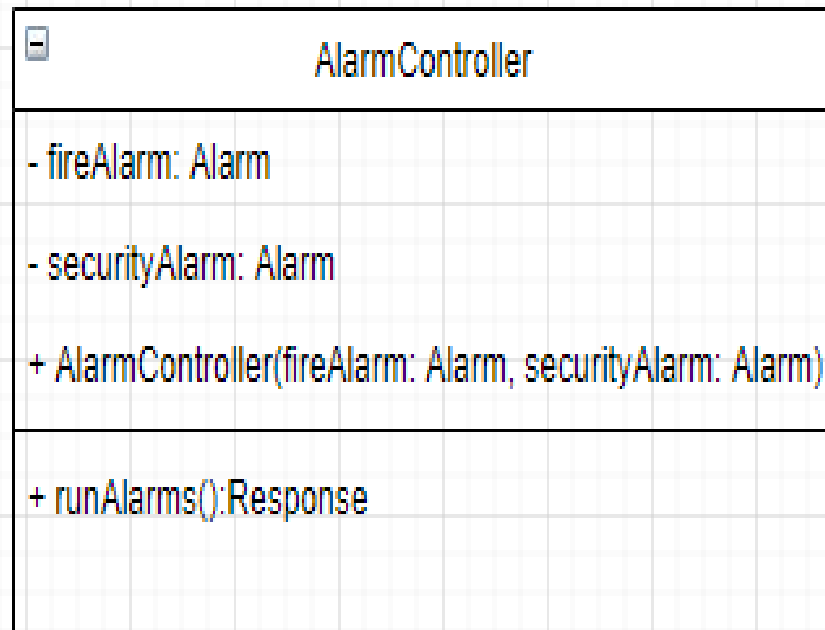 AlarmController
- fireAlarm: Alarm
- securityAlarm: Alarm
+ AlarmController(fireAlarm: Alarm, securityAlarm: Alarm)
+ runAlarms():Response